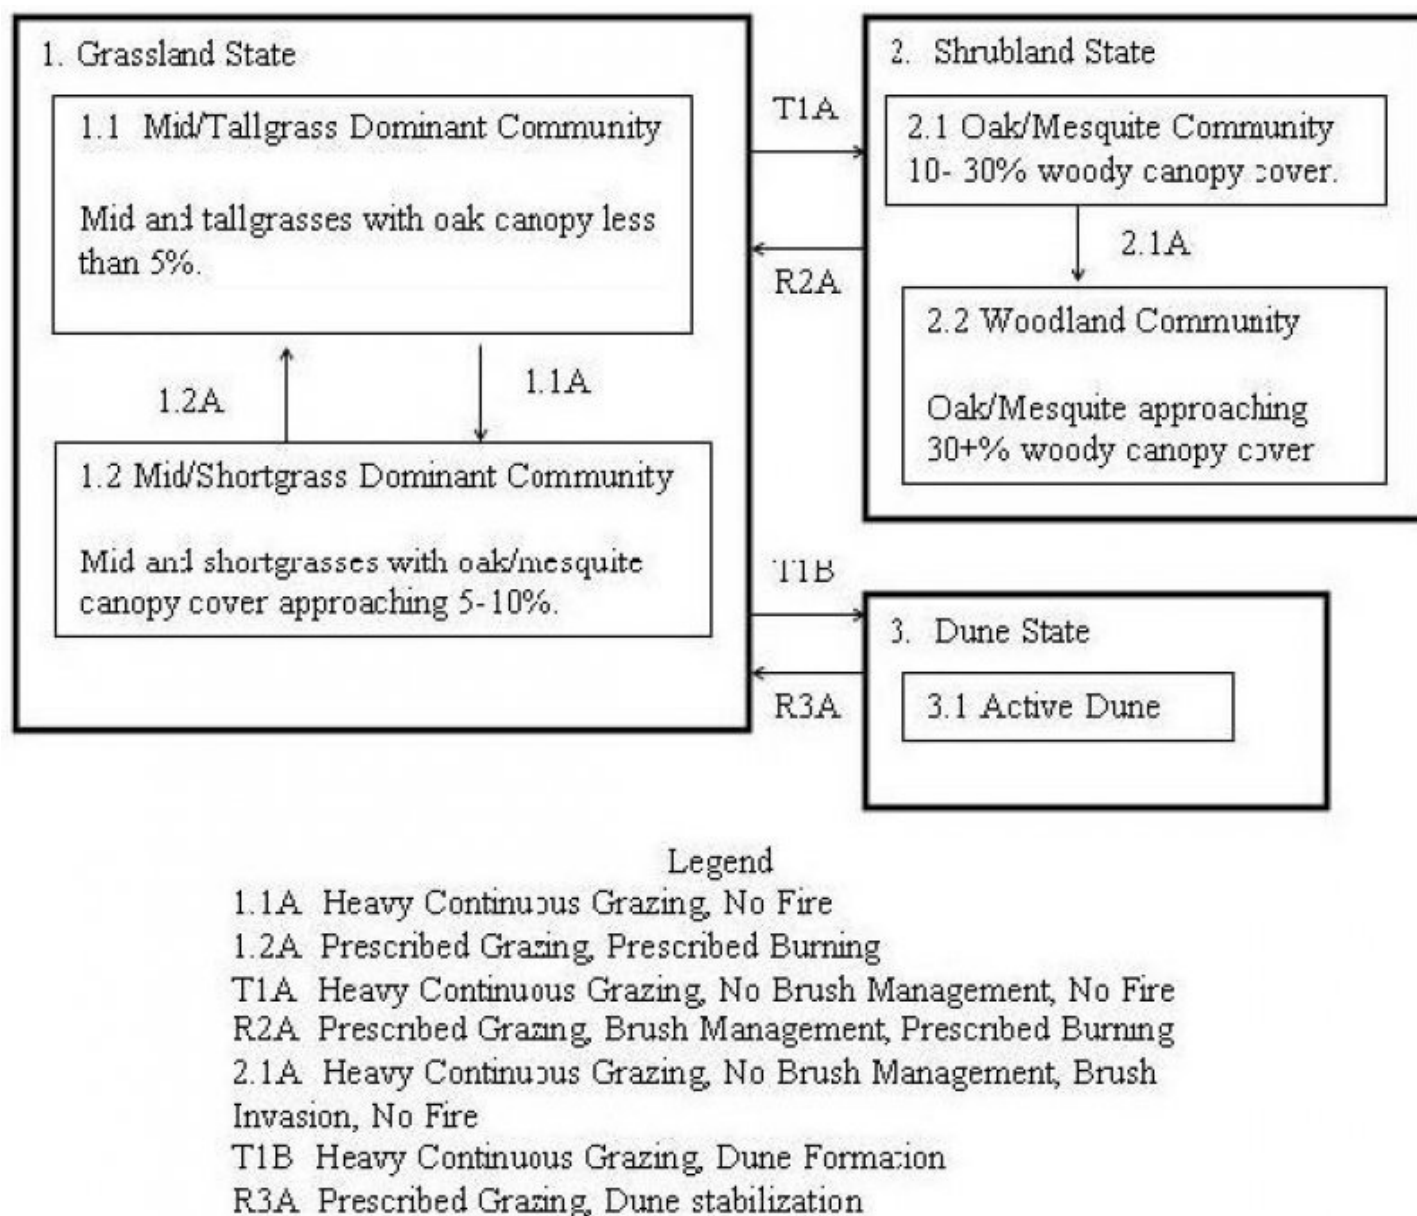 1. Grassland State
1.1 Mid/Tallgrass Dominant Community
Mid and tallgrasses with oak canopy less
than 5%.
1.2A
1.1A
1.2 Mid/Shortgrass Dominant Community
Mid and shortgrasses with oak/mesquite
canopy cover approaching 5-10%.
T1A
R2A
2. Shrubland State
2.1 Oak/Mesquite Community
10- 30% woody canopy cover.
2.1A
2.2 Woodland Community
Oak/Mesquite approaching
30+% woody canopy cover
T1B
R3A
3. Dune State
3.1 Active Dune
Legend
1.1A Heavy Continuous Grazing, No Fire
1.2A Prescribed Grazing, Prescribed Burning
T1A Heavy Continuous Grazing, No Brush Management, No Fire
R2A Prescribed Grazing, Brush Management, Prescribed Burning
2.1A Heavy Continuous Grazing, No Brush Management, Brush
Invasion, No Fire
T1B Heavy Continuous Grazing, Dune Formation
R3A Prescribed Grazing, Dune stabilization